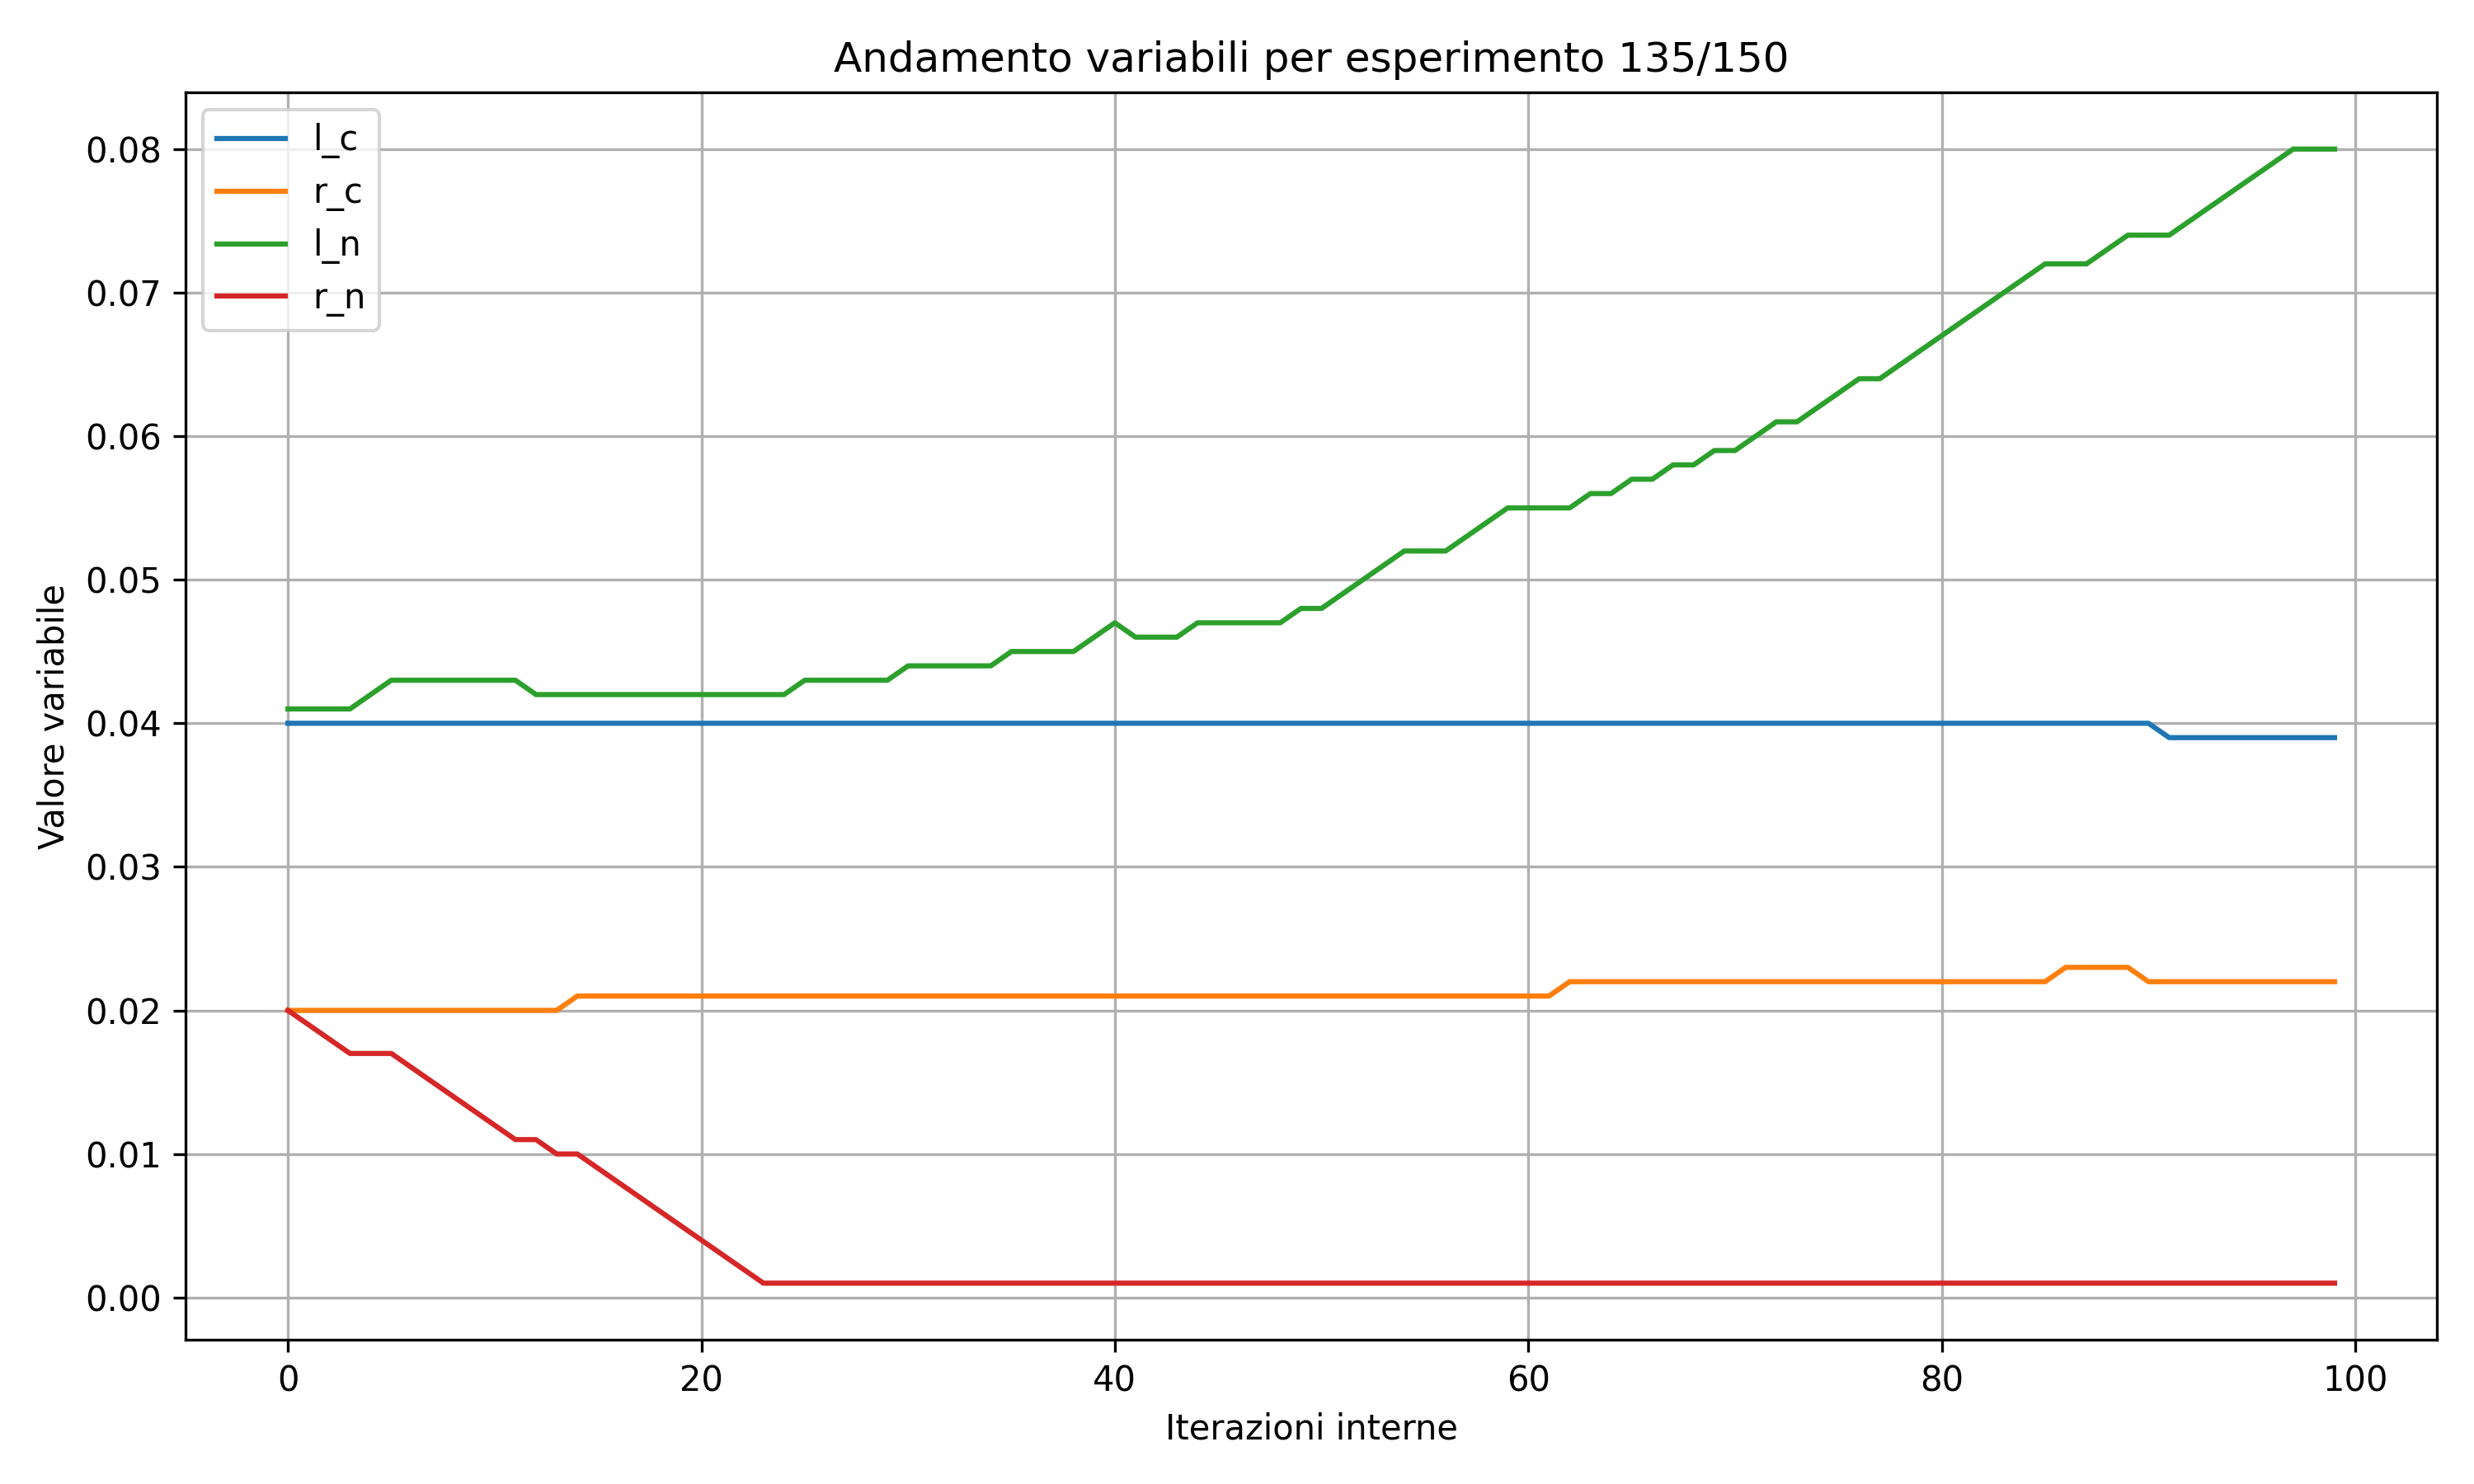 Andamento variabili per esperimento 135/150
l_c
r_c
l_n
r_n
0.08
0.07
0.06
0.05
0.04
0.03
0.02
0.01
0.00
Valore variabile
0 20 40 60 80 100
Iterazioni interne